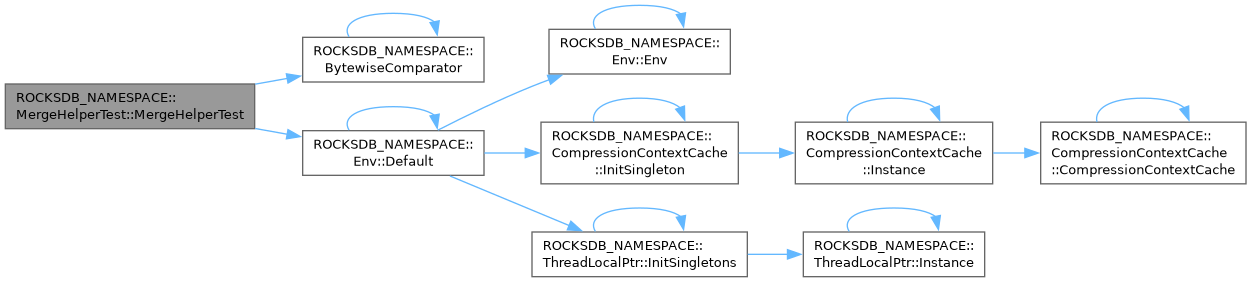 ROCKSDB_NAMESPACE::
MergeHelperTest::MergeHelperTest
ROCKSDB_NAMESPACE::
BytewiseComparator
ROCKSDB_NAMESPACE::
Env::Default
ROCKSDB_NAMESPACE::
Env::Env
ROCKSDB_NAMESPACE::
CompressionContextCache
::InitSingleton
ROCKSDB_NAMESPACE::
CompressionContextCache
::Instance
ROCKSDB_NAMESPACE::
CompressionContextCache
::CompressionContextCache
ROCKSDB_NAMESPACE::
ThreadLocalPtr::InitSingletons
ROCKSDB_NAMESPACE::
ThreadLocalPtr::Instance